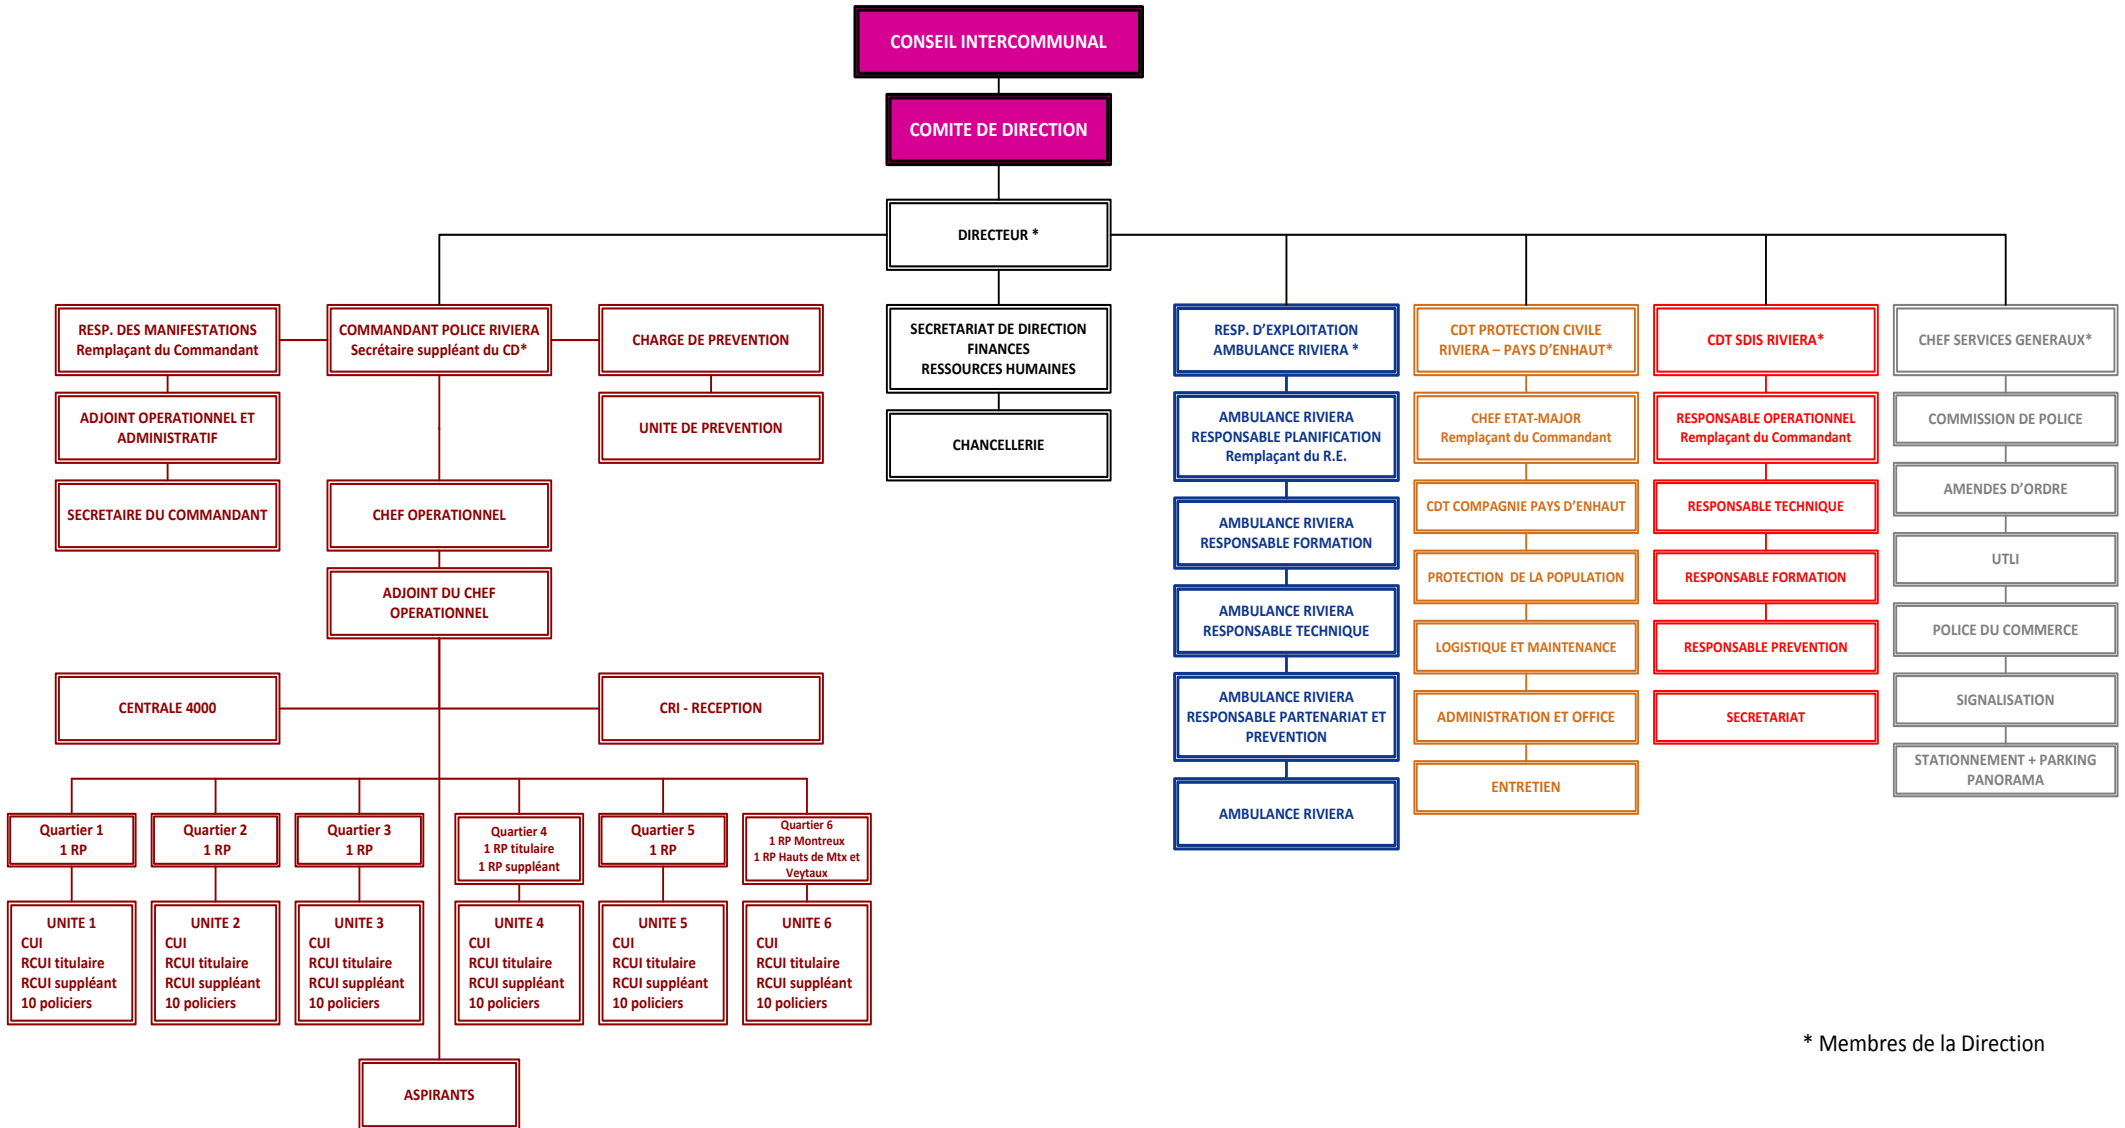 CONSEIL INTERCOMMUNAL
COMITE DE DIRECTION
DIRECTEUR *
RESP. DES MANIFESTATIONS
Remplaçant du Commandant
ADJOINT OPERATIONNEL ET
ADMINISTRATIF
SECRETAIRE DU COMMANDANT
COMMANDANT POLICE RIVIERA
Secrétaire suppléant du CD*
CHARGE DE PREVENTION
UNITE DE PREVENTION
CHEF OPERATIONNEL
ADJOINT DU CHEF
OPERATIONNEL
CENTRALE 4000
CRI - RECEPTION
Quartier 1
1 RP
Quartier 2
1 RP
Quartier 3
1 RP
Quartier 4
1 RP titulaire
1 RP suppléant
Quartier 5
1 RP
Quartier 6
1 RP Montreux
1 RP Hauts de Mtx et
Veytaux
UNITE 1
CUI
RCUI titulaire
RCUI suppléant
10 policiers
UNITE 2
CUI
RCUI titulaire
RCUI suppléant
10 policiers
UNITE 3
CUI
RCUI titulaire
RCUI suppléant
10 policiers
UNITE 4
CUI
RCUI titulaire
RCUI suppléant
10 policiers
UNITE 5
CUI
RCUI titulaire
RCUI suppléant
10 policiers
UNITE 6
CUI
RCUI titulaire
RCUI suppléant
10 policiers
ASPIRANTS
SECRETARIAT DE DIRECTION
FINANCES
RESSOURCES HUMAINES
CHANCELLERIE
RESP. D'EXPLOITATION
AMBULANCE RIVIERA *
AMBULANCE RIVIERA
RESPONSABLE PLANIFICATION
Remplaçant du R.E.
AMBULANCE RIVIERA
RESPONSABLE FORMATION
AMBULANCE RIVIERA
RESPONSABLE TECHNIQUE
AMBULANCE RIVIERA
RESPONSABLE PARTENARIAT ET
PREVENTION
AMBULANCE RIVIERA
CDT PROTECTION CIVILE
RIVIERA – PAYS D'ENHAUT*
CHEF ETAT-MAJOR
Remplaçant du Commandant
CDT COMPAGNIE PAYS D'ENHAUT
PROTECTION DE LA POPULATION
LOGISTIQUE ET MAINTENANCE
ADMINISTRATION ET OFFICE
ENTRETIEN
CDT SDIS RIVIERA*
RESPONSABLE OPERATIONNEL
Remplaçant du Commandant
RESPONSABLE TECHNIQUE
RESPONSABLE FORMATION
RESPONSABLE PREVENTION
SECRETARIAT
CHEF SERVICES GENERAUX*
COMMISSION DE POLICE
AMENDES D'ORDRE
UTLI
POLICE DU COMMERCE
SIGNALISATION
STATIONNEMENT + PARKING
PANORAMA
* Membres de la Direction